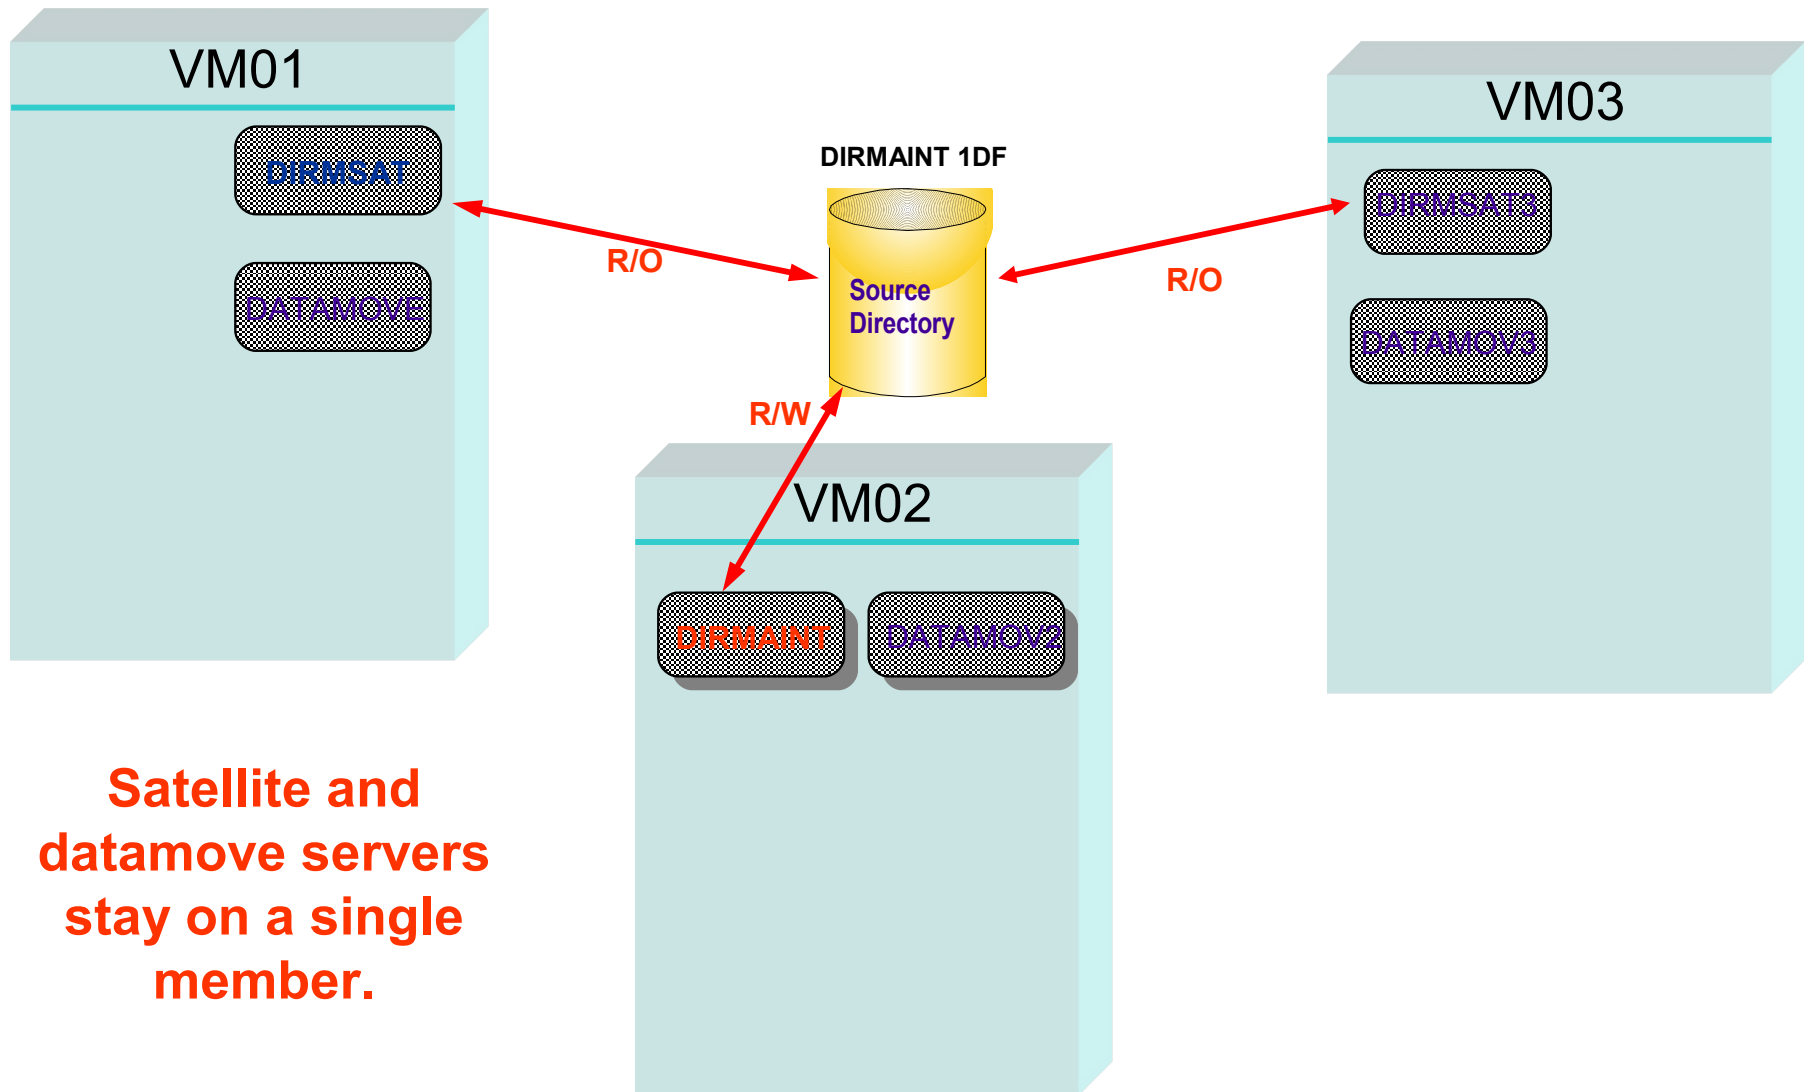 VM01
DIRMSAT
DATAMOVE
DIRMAINT 1DF
Source
Directory
R/O
R/O
R/W
VM03
DIRMSAT3
DATAMOV3
VM02
DIRMAINT
DATAMOV2
Satellite and
datamove servers
stay on a single
member.